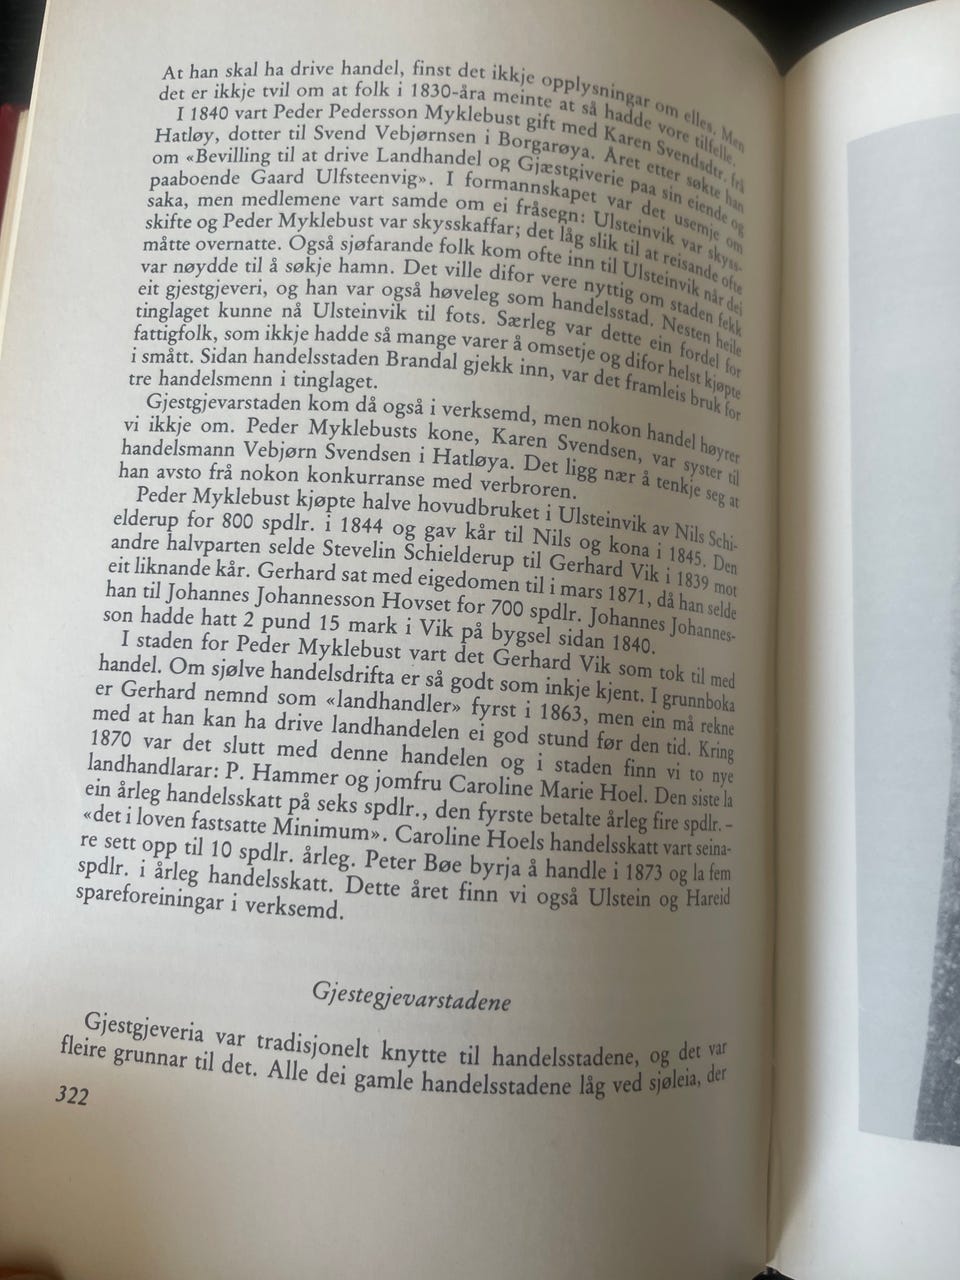 At han skal ha drive handel, finst det ikkje opplysningar om elles. Men
det er ikkje tvil om at folk i 1830-åra meinte at så hadde vore tilfelle.
I 1840 vart Peder Pedersson Myklebust gift med Karen Svendsdtr. frå
Hatløy, dotter til Svend Vebjørnsen i Borgarøya. Året etter søkte han
om «Bevilling til at drive Landhandel og Gjæstgiverie paa sin eiende og
paaboende Gaard Ulfsteenvig». I formannskapet var det usemje om
saka, men medlemene vart samde om ei fråsegn: Ulsteinvik var skyss-
skifte og Peder Myklebust var skysskaffar; det låg slik til at reisande ofte
måtte overnatte. Også sjøfarande folk kom ofte inn til Ulsteinvik når dei
var nøydde til å søkje hamn. Det ville difor vere nyttig om staden fekk
eit gjestgjeveri, og han var også høveleg som handelsstad. Nesten heile
tinglaget kunne nå Ulsteinvik til fots. Særleg var dette ein fordel for
fattigfolk, som ikkje hadde så mange varer å omsetje og difor helst kjøpte
i smått. Sidan handelsstaden Brandal gjekk inn, var det framleis bruk for
tre handelsmenn i tinglaget.
Gjestgjevarstaden kom då også i verksemd, men nokon handel høyrer
vi ikkje om. Peder Myklebusts kone, Karen Svendsen, var syster til
handelsmann Vebjørn Svendsen i Hatløya. Det ligg nær å tenkje seg at
han avsto frå nokon konkurranse med verbroren.
Peder Myklebust kjøpte halve hovudbruket i Ulsteinvik av Nils Schi-
elderup for 800 spdlr. i 1844 og gav kår til Nils og kona i 1845. Den
andre halvparten selde Stevelin Schielderup til Gerhard Vik i 1839 mot
eit liknande kår. Gerhard sat med eigedomen til i mars 1871, då han selde
han til Johannes Johannesson Hovset for 700 spdlr. Johannes Johannes-
son hadde hatt 2 pund 15 mark i Vik på bygsel sidan 1840.
I staden for Peder Myklebust vart det Gerhard Vik som tok til med
handel. Om sjølve handelsdrifta er så godt som inkje kjent. I grunnboka
er Gerhard nemnd som «landhandler» fyrst i 1863, men ein må rekne
med at han kan ha drive landhandelen ei god stund før den tid. Kring
1870 var det slutt med denne handelen og i staden finn vi to nye
landhandlarar: P. Hammer og jomfru Caroline Marie Hoel. Den siste la
ein årleg handelsskatt på seks spdlr., den fyrste betalte årleg fire spdlr. –
«det i loven fastsatte Minimum». Caroline Hoels handelsskatt vart seina-
re sett opp til 10 spdlr. årleg. Peter Bøe byrja å handle i 1873 og la fem
spdlr. i årleg handelsskatt. Dette året finn vi også Ulstein og Hareid
spareforeiningar i verksemd.
Gjestegjevarstadene
Gjestgjeveria var tradisjonelt knytte til handelsstadene, og det var
fleire grunnar til det. Alle dei gamle handelsstadene låg ved sjøleia, der
322